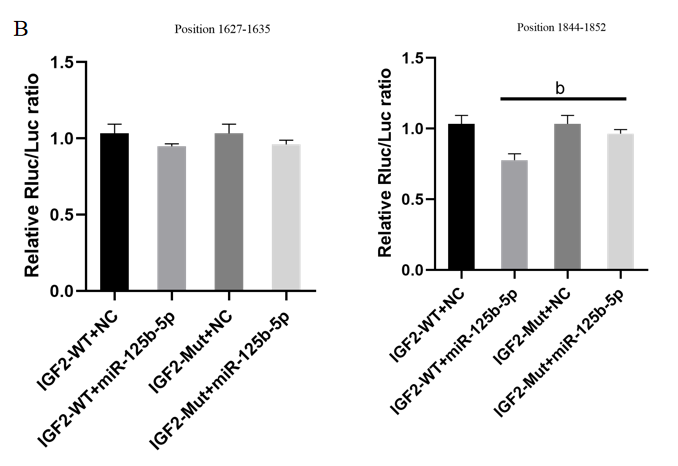 B
Position 1627-1635
Relative Rluc/Luc ratio
1.5
1.0
0.5
0.0
IGF2-WT+NC
IGF2-WT+miR-125b-5p
IGF2-Mut+NC
IGF2-Mut+miR-125b-5p
Position 1844-1852
Relative Rluc/Luc ratio
1.5
1.0
0.5
0.0
b
IGF2-WT+NC
IGF2-WT+miR-125b-5p
IGF2-Mut+NC
IGF2-Mut+miR-125b-5p